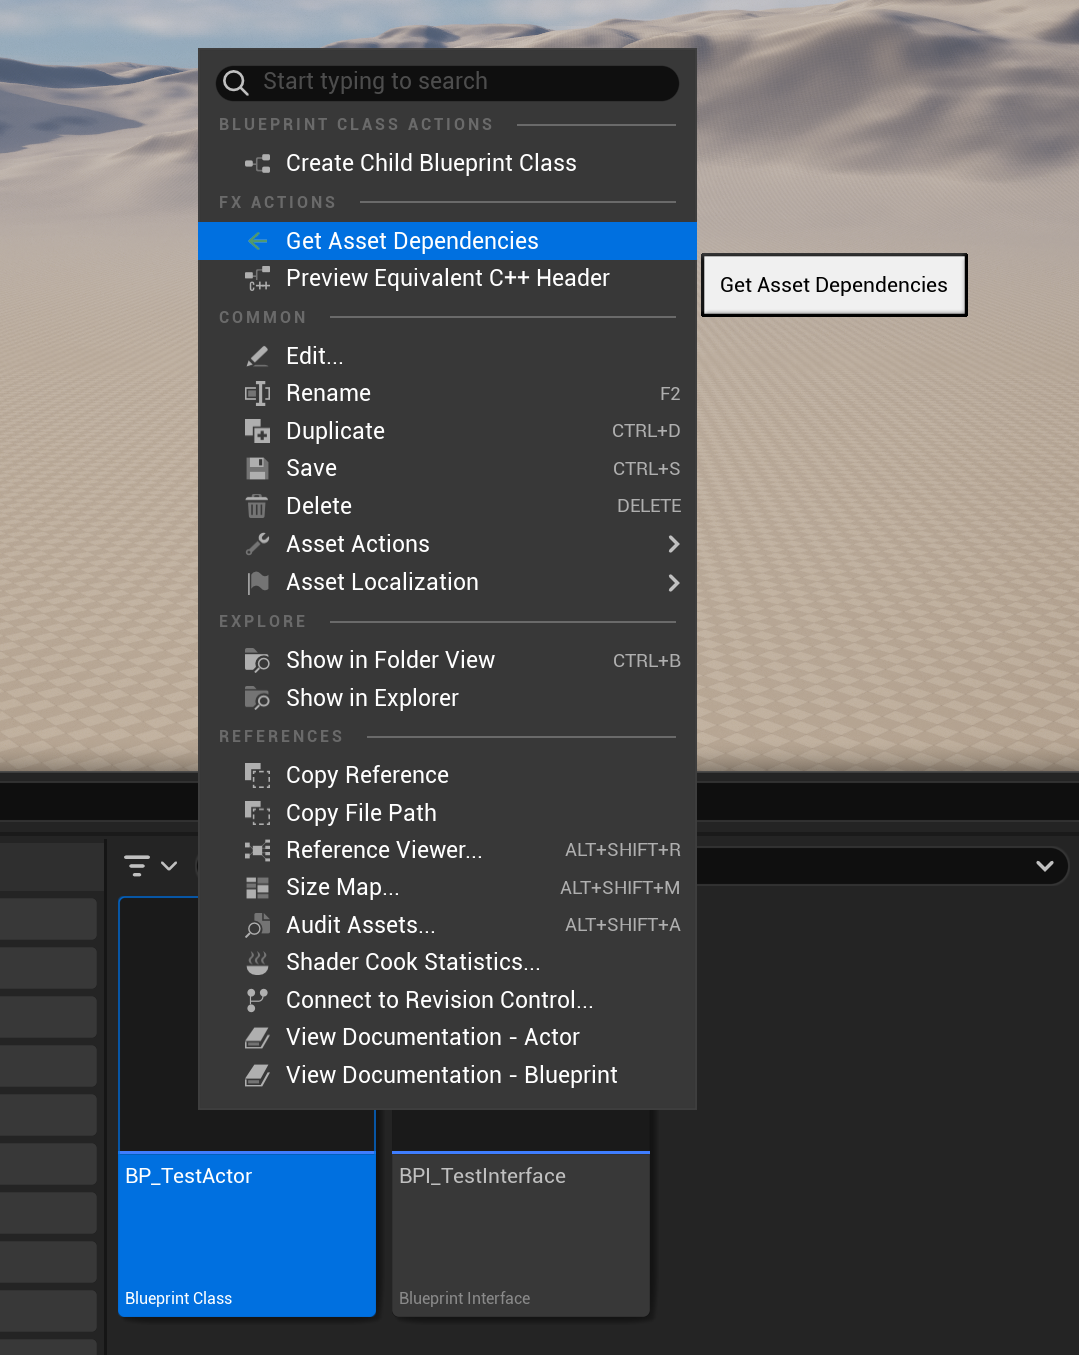 Start typing to search
BLUEPRINT CLASS ACTIONS
Create Child Blueprint Class
FX ACTIONS
Get Asset Dependencies
Get Asset Dependencies
Preview Equivalent C++ Header
COMMON
Edit...
Rename F2
Duplicate CTRL+D
Save CTRL+S
Delete DELETE
Asset Actions
Asset Localization
EXPLORE
Show in Folder View CTRL+B
Show in Explorer
REFERENCES
Copy Reference
Copy File Path
Reference Viewer... ALT+SHIFT+R
Size Map... ALT+SHIFT+M
Audit Assets... ALT+SHIFT+A
Shader Cook Statistics...
Connect to Revision Control...
View Documentation - Actor
View Documentation - Blueprint
BP_TestActor
Blueprint Class
BPI_TestInterface
Blueprint Interface